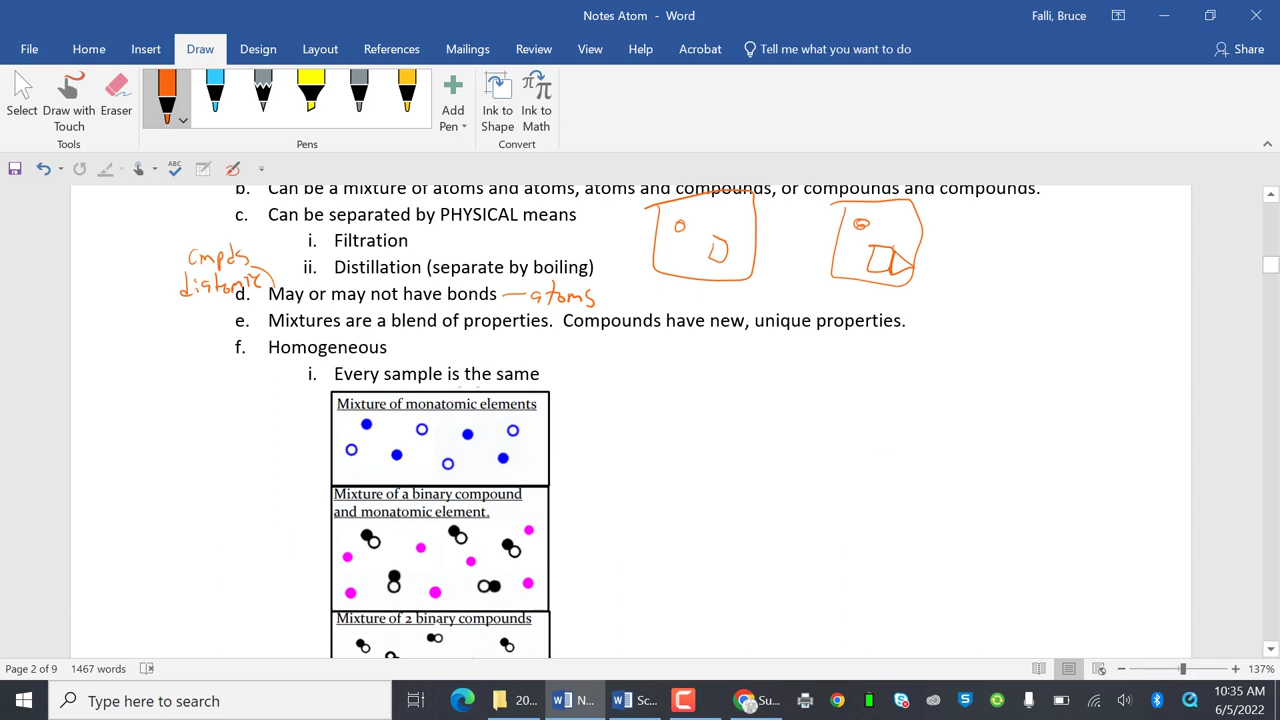 Notes Atom - Word
Falli, Bruce
File Home Insert Draw Design Layout References Mailings Review View Help Acrobat Tell me what you want to do Share
Select Draw with Touch Eraser Add Pen Ink to Shape Ink to Math
Tools Pens Convert
ABC
b. Can be a mixture of atoms and atoms, atoms and compounds, or compounds and compounds.
c. Can be separated by PHYSICAL means
i. Filtration
cmpds
ii. Distillation (separate by boiling)
diatomic
d. May or may not have bonds — atoms
e. Mixtures are a blend of properties. Compounds have new, unique properties.
f. Homogeneous
i. Every sample is the same
Mixture of monatomic elements
Mixture of a binary compound
and monatomic element.
Mixture of 2 binary compounds
Page 2 of 9 1467 words 137%
Type here to search 20... N... Sc... Su... 10:35 AM
6/5/2022